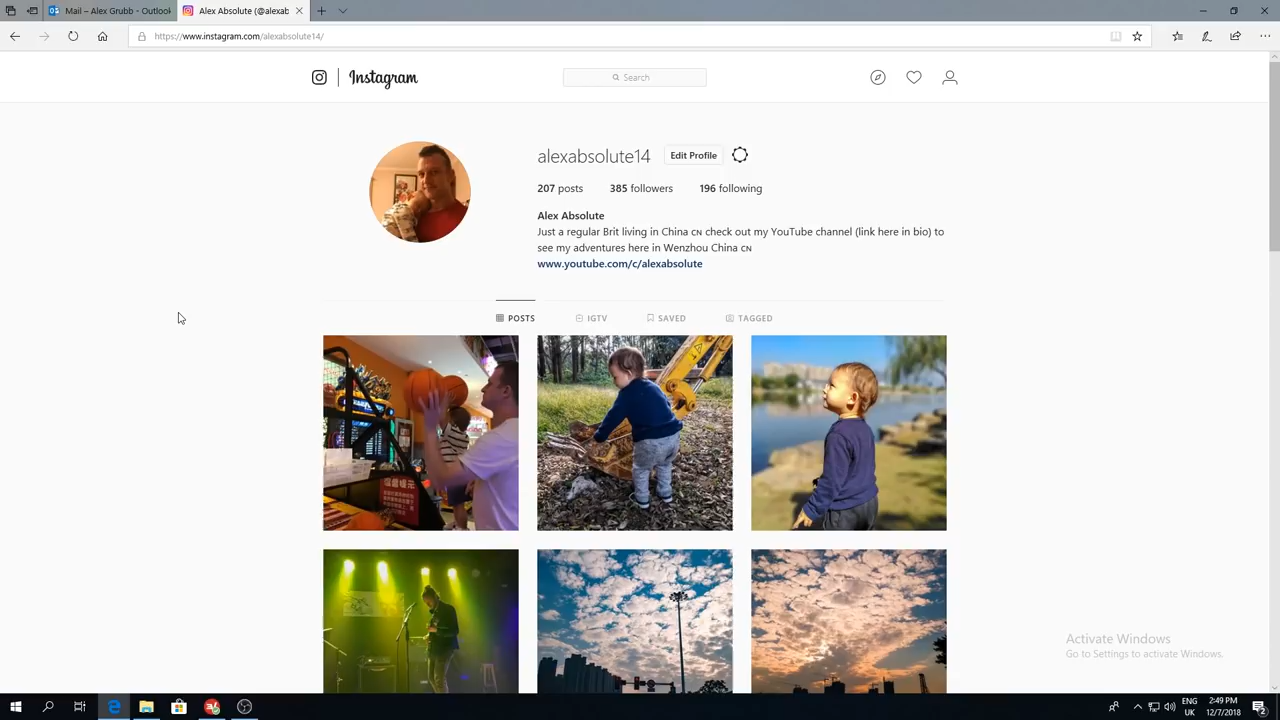 Mail – Alex Grubb - Outlook
Alex Absolute (@alexab
https://www.instagram.com/alexabsolute14/
Instagram
Search
alexabsolute14
Edit Profile
207 posts 385 followers 196 following
Alex Absolute
Just a regular Brit living in China CN check out my YouTube channel (link here in bio) to
see my adventures here in Wenzhou China CN
www.youtube.com/c/alexabsolute
POSTS IGTV SAVED TAGGED
Activate Windows
Go to Settings to activate Windows.
ENG
UK
2:49 PM
12/7/2018
2